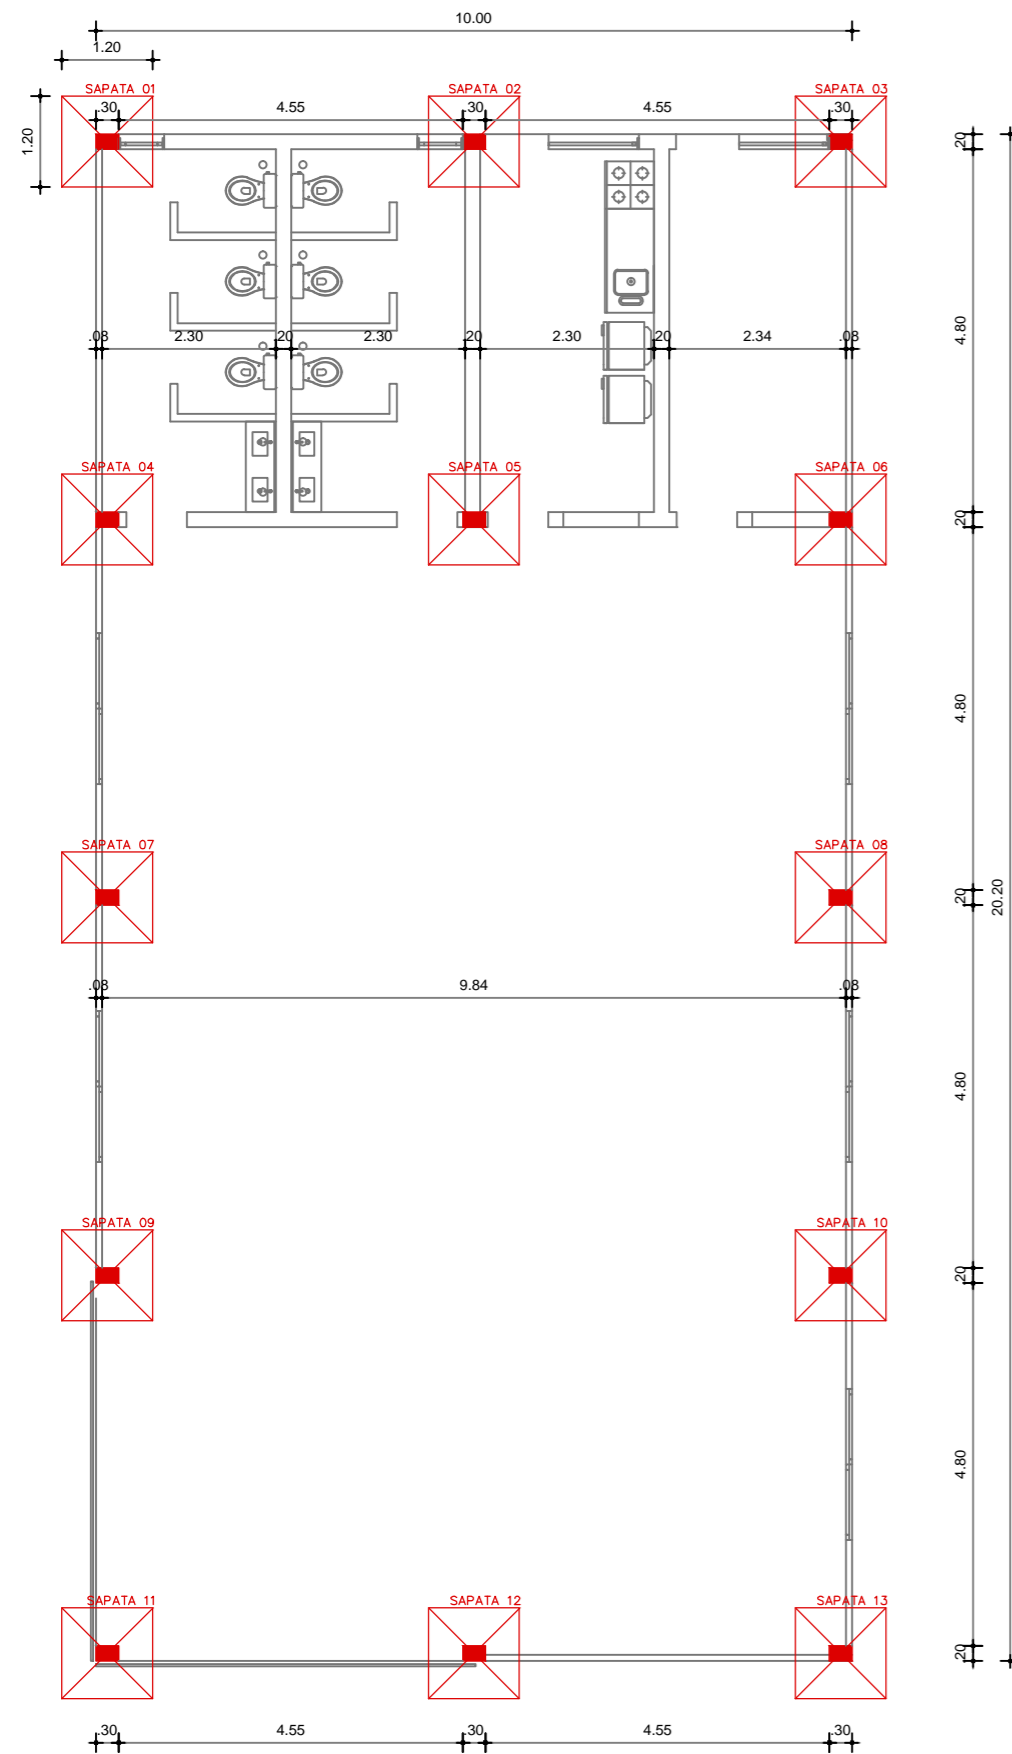 10.00
1.20
SAPATA 01
SAPATA 02
SAPATA 03
.30
4.55
.30
4.55
.30
1.20
.20
.08
2.30
.20
2.30
.20
2.30
.20
2.34
.08
4.80
SAPATA 04
SAPATA 05
SAPATA 06
.20
4.80
SAPATA 07
SAPATA 08
.20
20.20
.08
9.84
.08
4.80
SAPATA 09
SAPATA 10
.20
4.80
SAPATA 11
SAPATA 12
SAPATA 13
.20
.30
4.55
.30
4.55
.30